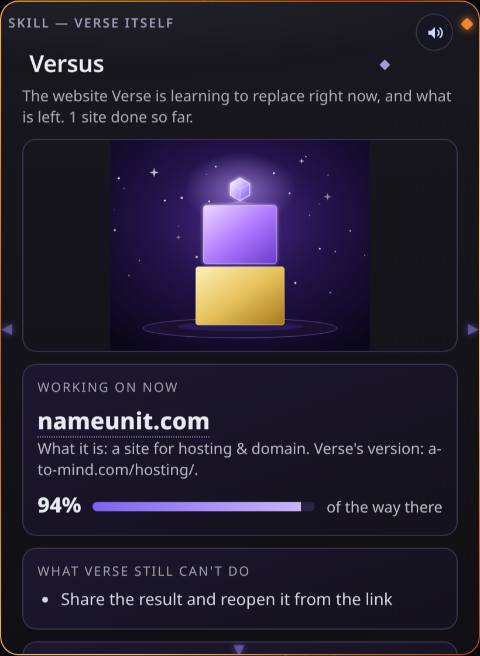 SKILL — VERSE ITSELF
Versus
The website Verse is learning to replace right now, and what
is left. 1 site done so far.
WORKING ON NOW
nameunit.com
What it is: a site for hosting & domain. Verse's version: a-
to-mind.com/hosting/.
94% of the way there
WHAT VERSE STILL CAN'T DO
• Share the result and reopen it from the link